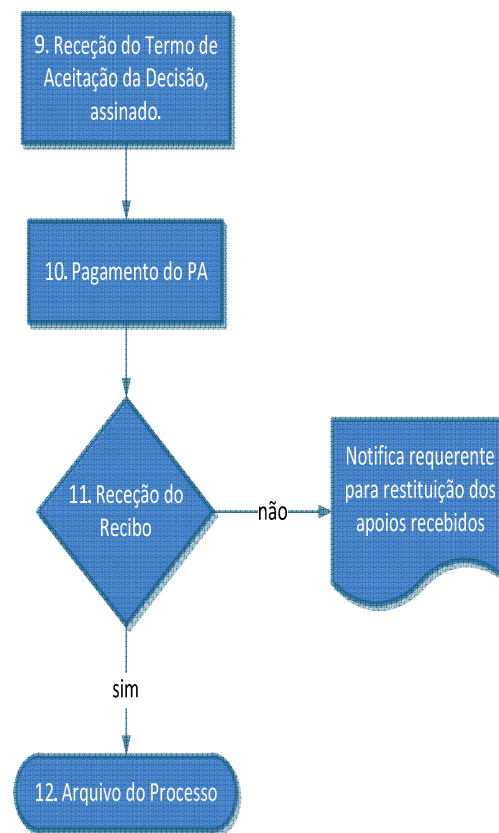 9. Receção do Termo de
Aceitação da Decisão,
assinado.
10. Pagamento do PA
11. Receção do
Recibo
não
Notifica requerente
para restituição dos
apoios recebidos
sim
12. Arquivo do Processo